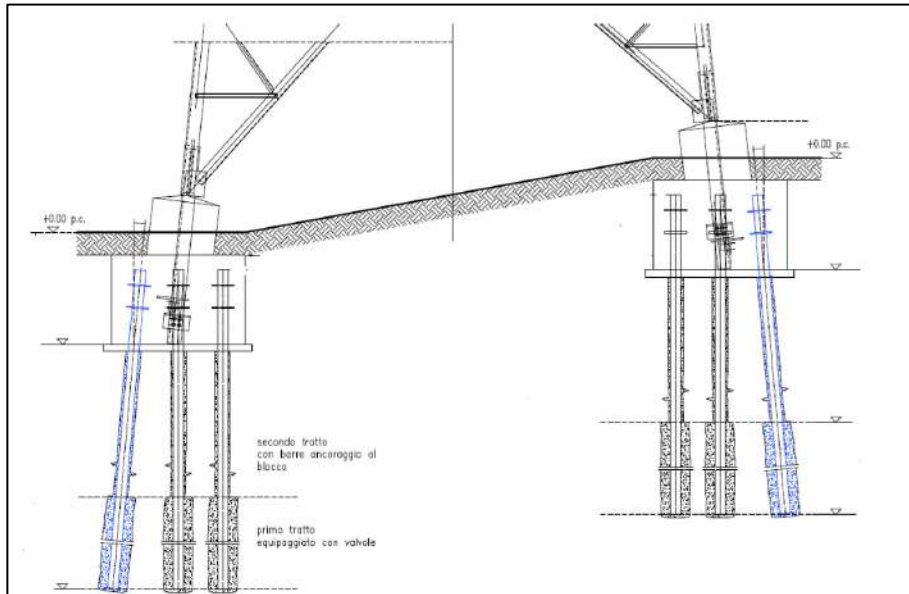 +0.00 p.c.
+0.00 p.c.
secondo tratto
con barre ancoraggio al
blocco
primo tratto
equipaggiato con valvole